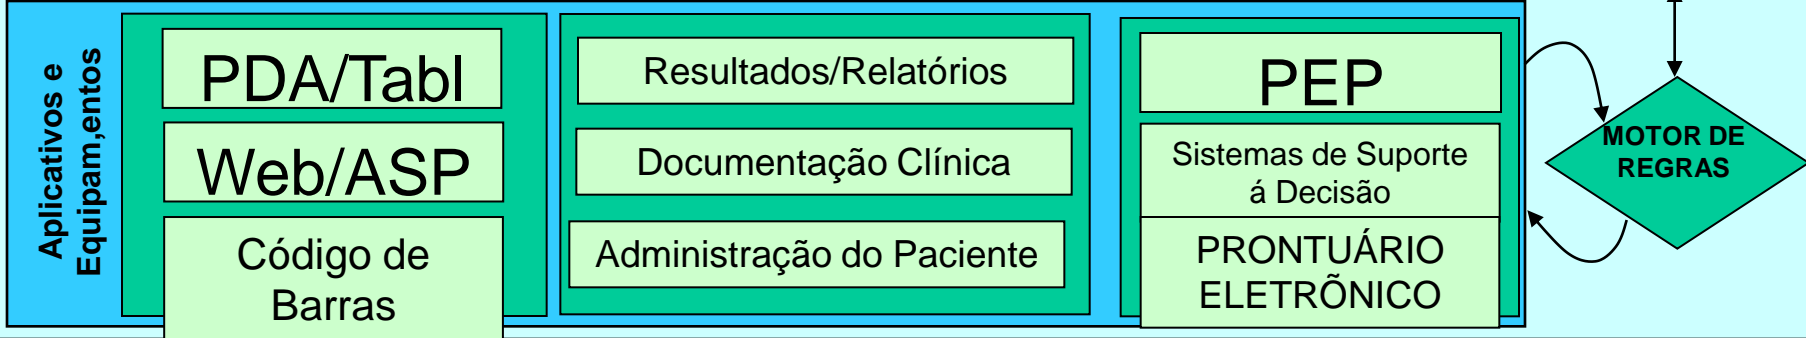 Aplicativos e
Equipam,entos
PDA/Tabl
Web/ASP
Código de
Barras
Resultados/Relatórios
Documentação Clínica
Administração do Paciente
PEP
Sistemas de Suporte
á Decisão
PRONTUÁRIO
ELETRÕNICO
MOTOR DE
REGRAS